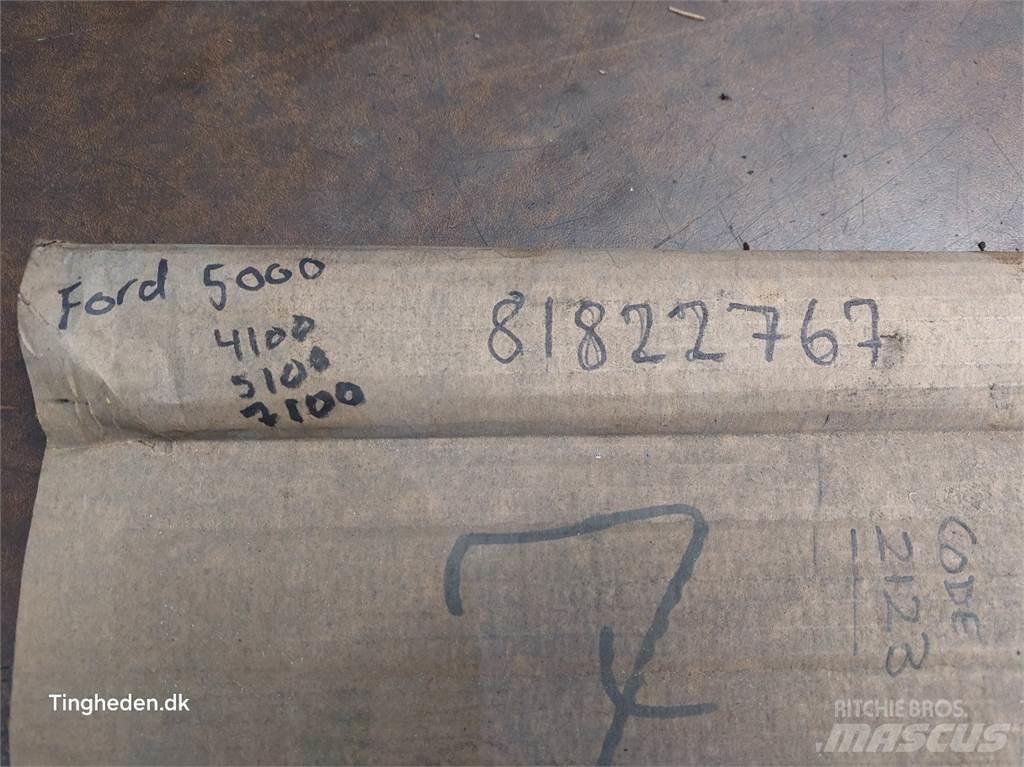 Ford 5000
4100
5100
7100
81822767
CODE
2123
7
Tingheden.dk
RITCHIE BROS.
MASCUS